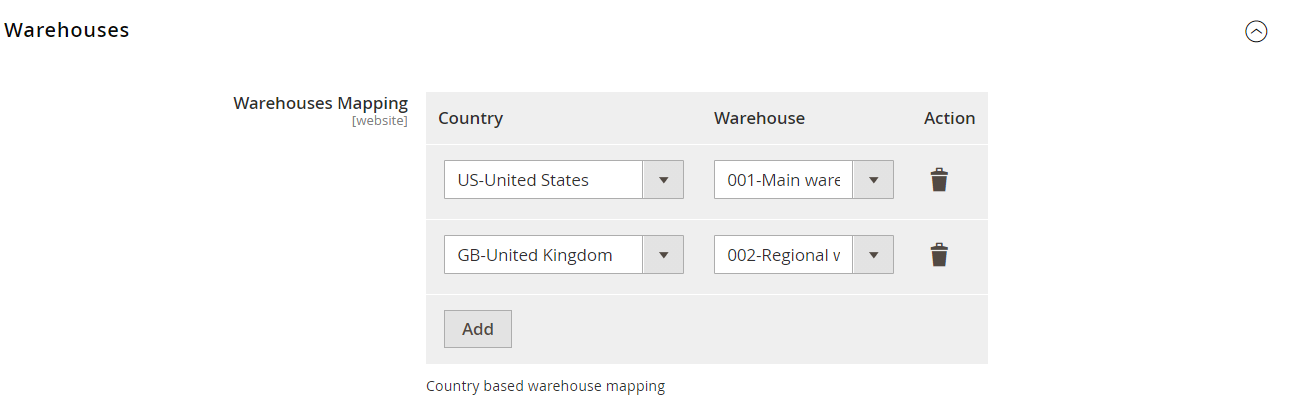 Warehouses
Warehouses Mapping
[website]
Country Warehouse Action
US-United States 001-Main ware
GB-United Kingdom 002-Regional w
Add
Country based warehouse mapping